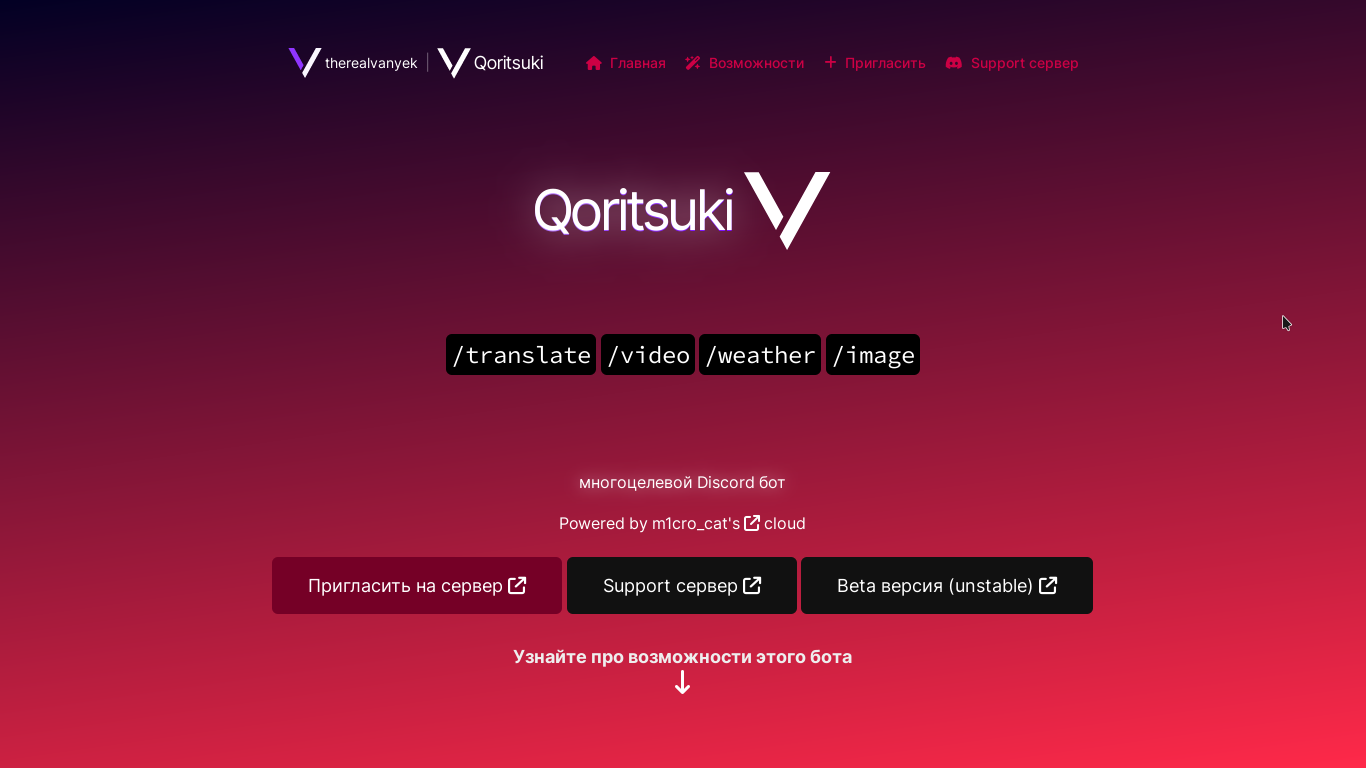 therealvanyek | Qoritsuki Главная Возможности Пригласить Support сервер
Qoritsuki
/translate /video /weather /image
многоцелевой Discord бот
Powered by m1cro_cat's cloud
Пригласить на сервер Support сервер Beta версия (unstable)
Узнайте про возможности этого бота